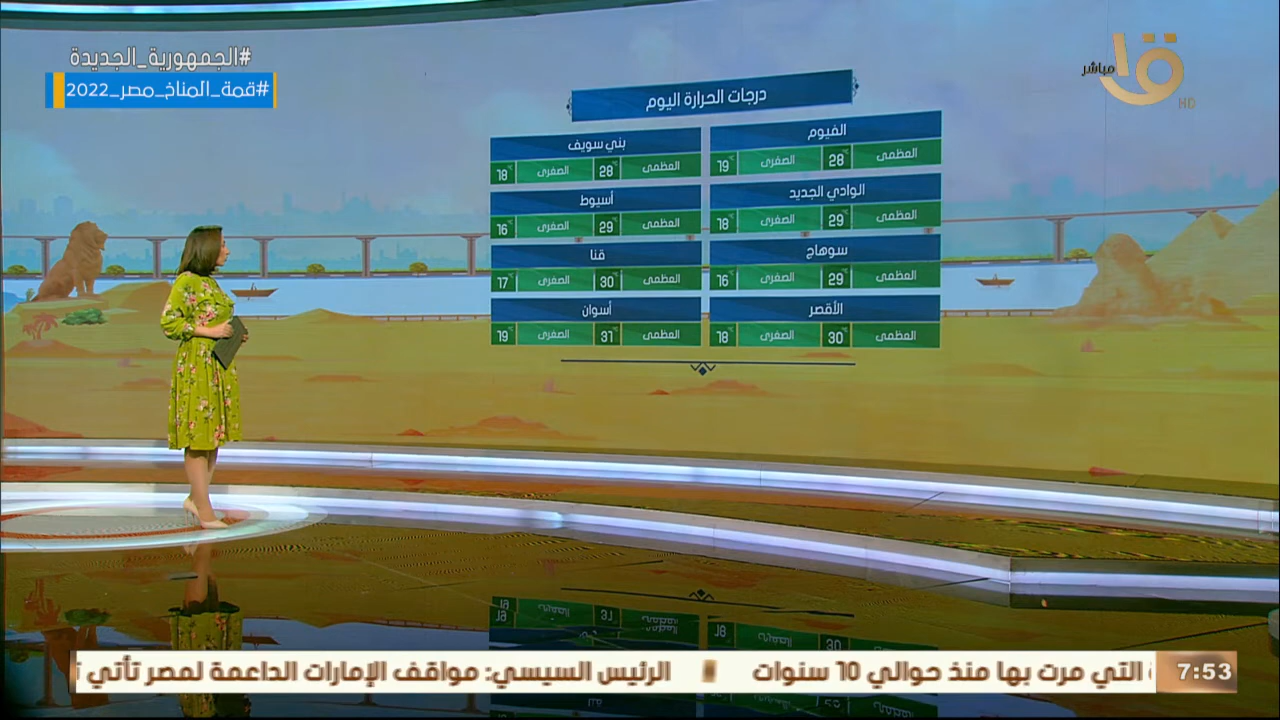 #الجمهورية_الجديدة
#قمة_المناخ_مصر_2022
مباشر
HD
درجات الحرارة اليوم
الفيوم
العظمى 28°c الصغرى 19°c
بني سويف
العظمى 28°c الصغرى 18°c
الوادي الجديد
العظمى 29°c الصغرى 18°c
أسيوط
العظمى 29°c الصغرى 16°c
سوهاج
العظمى 29°c الصغرى 16°c
قنا
العظمى 30°c الصغرى 17°c
الأقصر
العظمى 30°c الصغرى 18°c
أسوان
العظمى 31°c الصغرى 19°c
التي مرت بها منذ حوالي 10 سنوات الرئيس السيسي: مواقف الإمارات الداعمة لمصر تأتي
7:53